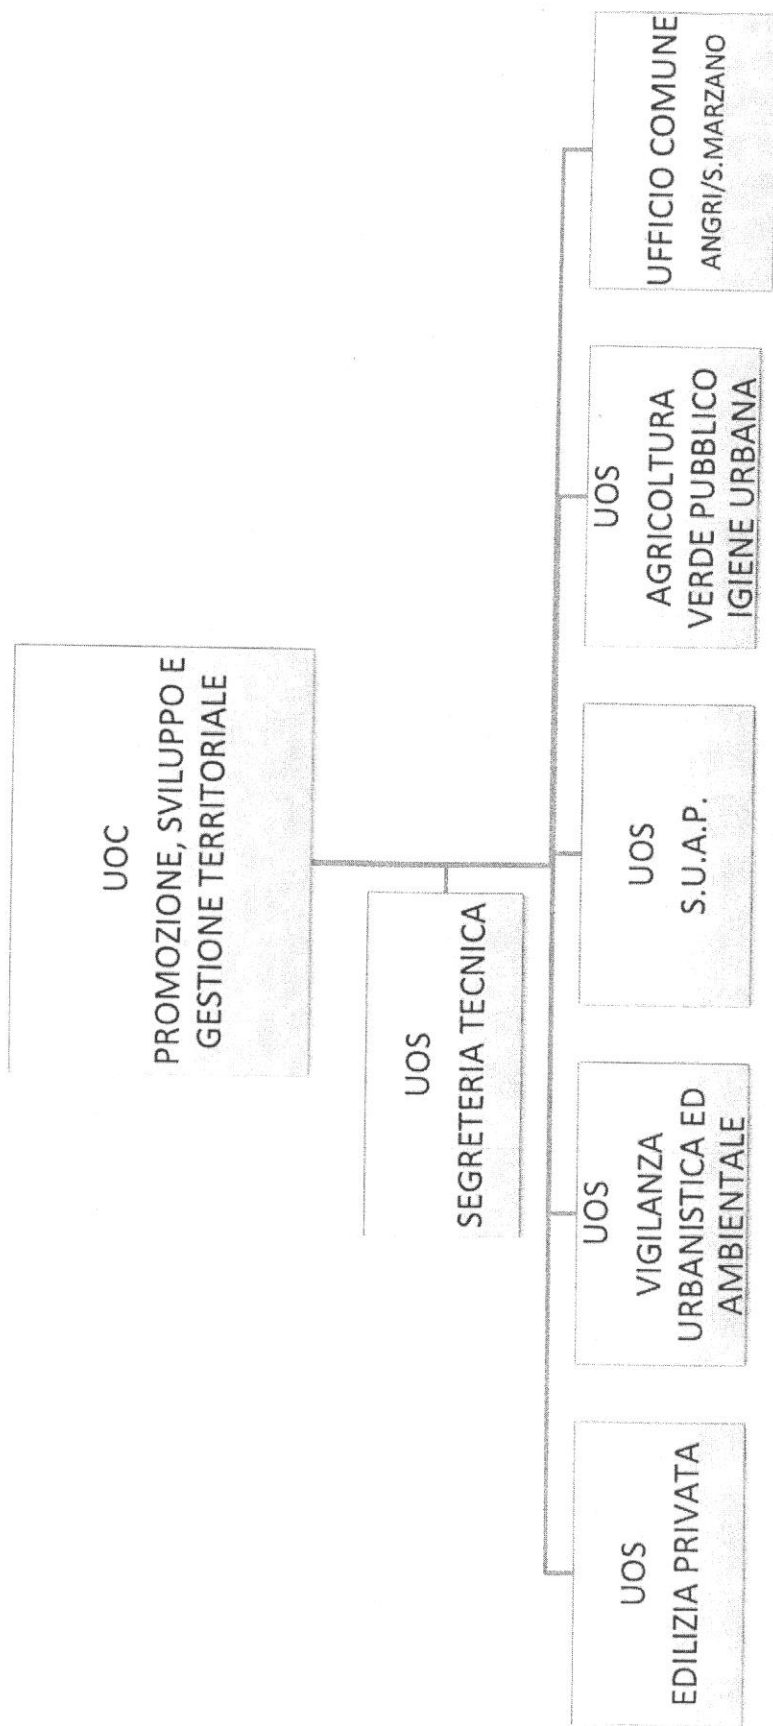 UOC
PROMOZIONE, SVILUPPO E
GESTIONE TERRITORIALE
UOS
SEGRETERIA TECNICA
UOS
EDILIZIA PRIVATA
UOS
VIGILANZA
URBANISTICA ED
AMBIENTALE
UOS
S.U.A.P.
UOS
AGRICOLTURA
VERDE PUBBLICO
IGIENE URBANA
UFFICIO COMUNE
ANGRI/S.MARZANO